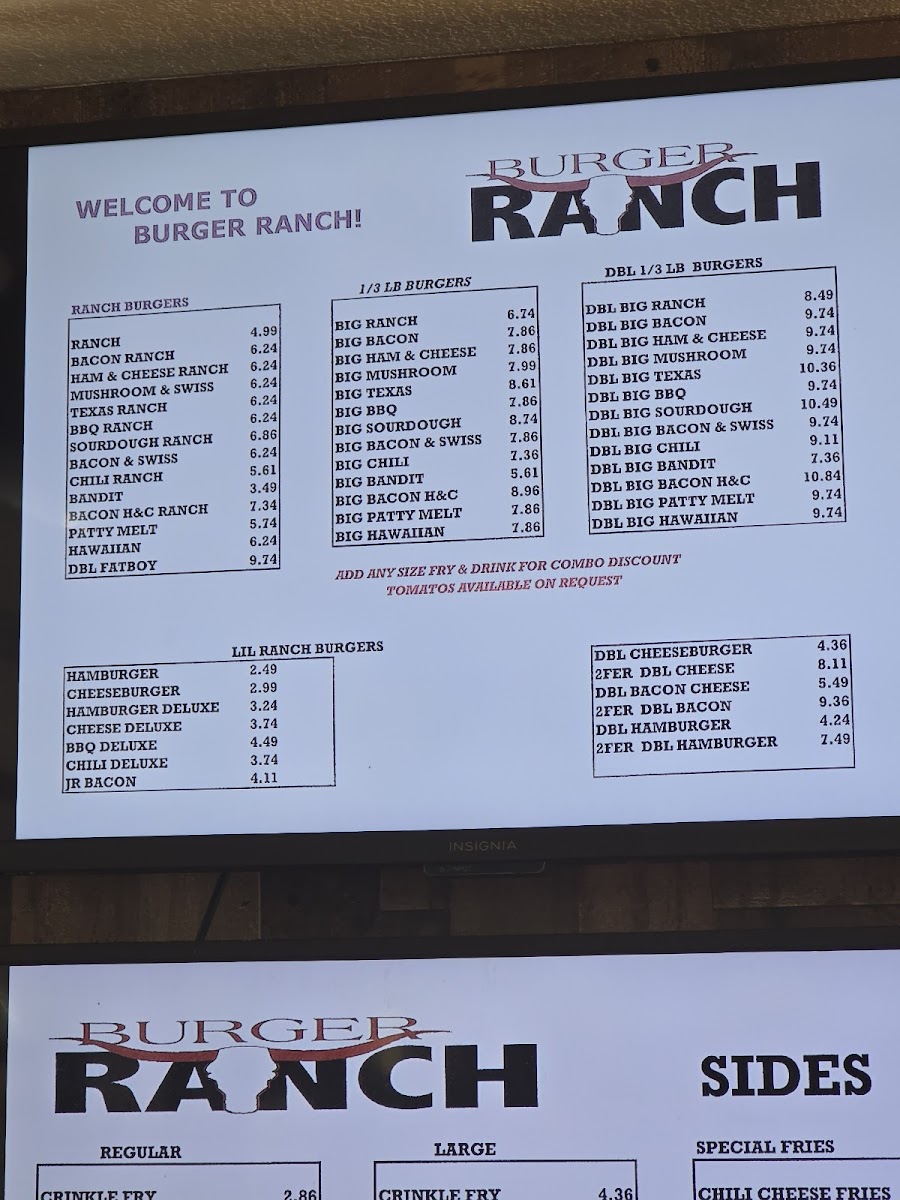 BURGER
RANCH
WELCOME TO
BURGER RANCH!
RANCH BURGERS
RANCH 4.99
BACON RANCH 6.24
HAM & CHEESE RANCH 6.24
MUSHROOM & SWISS 6.24
TEXAS RANCH 6.24
BBQ RANCH 6.24
SOURDOUGH RANCH 6.86
BACON & SWISS 6.24
CHILI RANCH 5.61
BANDIT 3.49
BACON H&C RANCH 7.34
PATTY MELT 5.74
HAWAIIAN 6.24
DBL FATBOY 9.74
1/3 LB BURGERS
BIG RANCH 6.74
BIG BACON 7.86
BIG HAM & CHEESE 7.86
BIG MUSHROOM 7.99
BIG TEXAS 8.61
BIG BBQ 7.86
BIG SOURDOUGH 8.74
BIG BACON & SWISS 7.86
BIG CHILI 7.36
BIG BANDIT 5.61
BIG BACON H&C 8.96
BIG PATTY MELT 7.86
BIG HAWAIIAN 7.86
DBL 1/3 LB BURGERS
DBL BIG RANCH 8.49
DBL BIG BACON 9.74
DBL BIG HAM & CHEESE 9.74
DBL BIG MUSHROOM 9.74
DBL BIG TEXAS 10.36
DBL BIG BBQ 9.74
DBL BIG SOURDOUGH 10.49
DBL BIG BACON & SWISS 9.74
DBL BIG CHILI 9.11
DBL BIG BANDIT 7.36
DBL BIG BACON H&C 10.84
DBL BIG PATTY MELT 9.74
DBL BIG HAWAIIAN 9.74
ADD ANY SIZE FRY & DRINK FOR COMBO DISCOUNT
TOMATOS AVAILABLE ON REQUEST
LIL RANCH BURGERS
HAMBURGER 2.49
CHEESEBURGER 2.99
HAMBURGER DELUXE 3.24
CHEESE DELUXE 3.74
BBQ DELUXE 4.49
CHILI DELUXE 3.74
JR BACON 4.11
DBL CHEESEBURGER 4.36
2FER DBL CHEESE 8.11
DBL BACON CHEESE 5.49
2FER DBL BACON 9.36
DBL HAMBURGER 4.24
2FER DBL HAMBURGER 7.49
INSIGNIA
BURGER
RANCH
SIDES
REGULAR
CRINKLE FRY 2.86
LARGE
CRINKLE FRY 4.36
SPECIAL FRIES
CHILI CHEESE FRIES